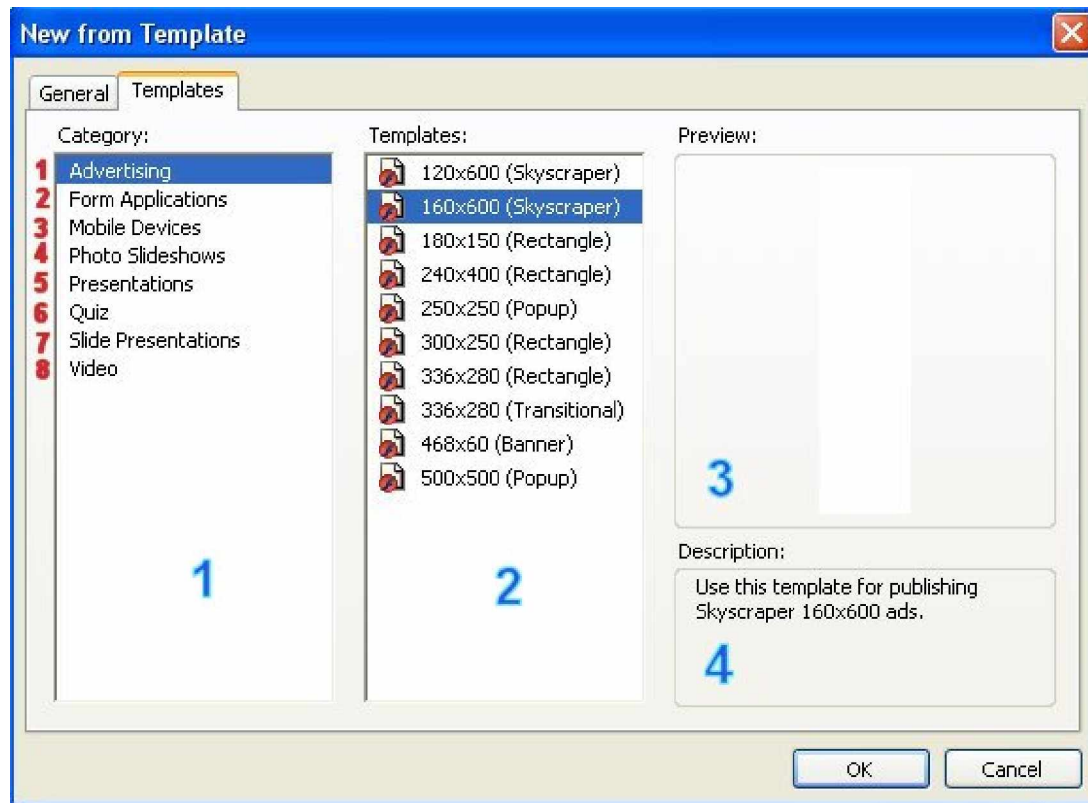 New from Template
General Templates
Category:
1 Advertising
2 Form Applications
3 Mobile Devices
4 Photo Slideshows
5 Presentations
6 Quiz
7 Slide Presentations
8 Video
1
Templates:
120x600 (Skyscraper)
160x600 (Skyscraper)
180x150 (Rectangle)
240x400 (Rectangle)
250x250 (Popup)
300x250 (Rectangle)
336x280 (Rectangle)
336x280 (Transitional)
468x60 (Banner)
500x500 (Popup)
2
Preview:
3
Description:
Use this template for publishing
Skyscraper 160x600 ads.
4
OK Cancel